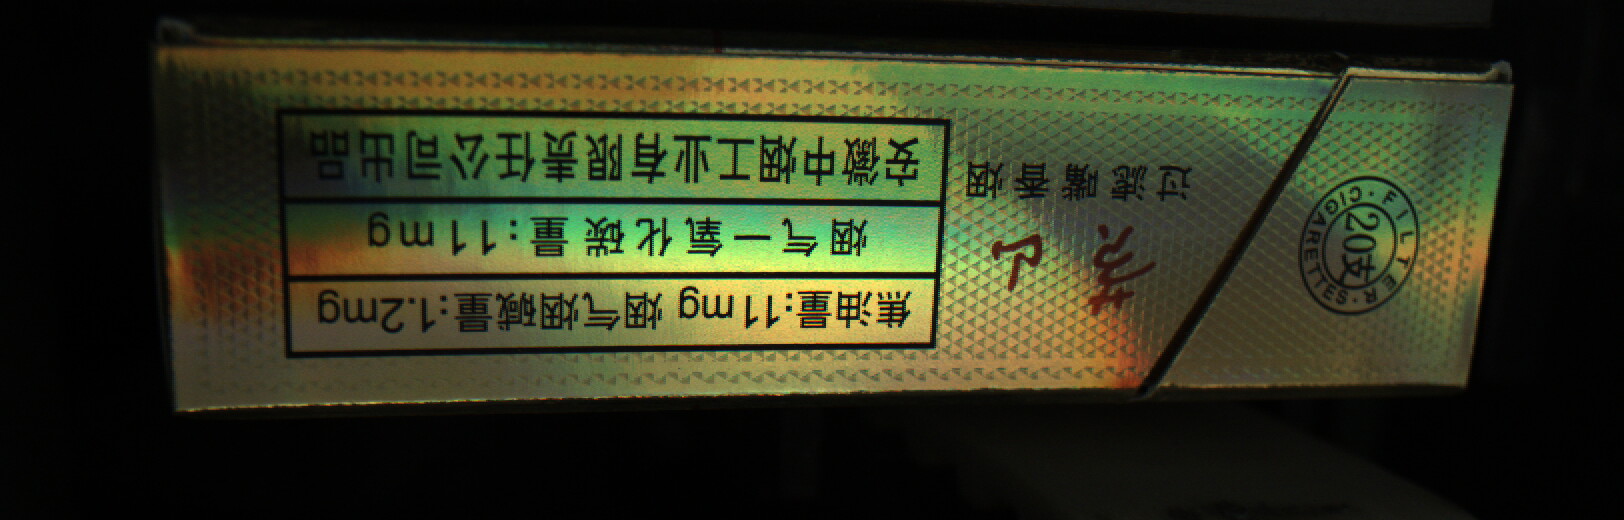 FILTER · CIGARETTES ·
20支
黄山
过滤嘴香烟
焦油量:11mg 烟气烟碱量:1.2mg
烟气一氧化碳量:11mg
安徽中烟工业有限责任公司出品